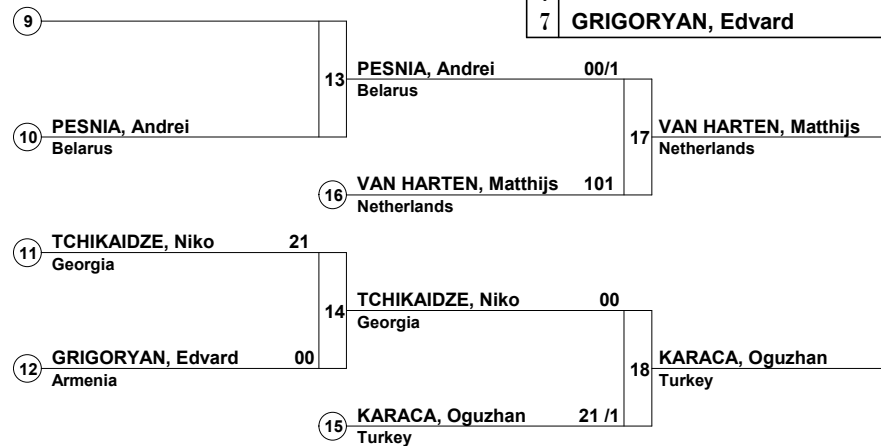 9
7 GRIGORYAN, Edvard
13
PESNIA, Andrei 00/1
Belarus
10 PESNIA, Andrei
Belarus
17
VAN HARTEN, Matthijs
Netherlands
16 VAN HARTEN, Matthijs 101
Netherlands
11 TCHIKAIDZE, Niko 21
Georgia
14
TCHIKAIDZE, Niko 00
Georgia
12 GRIGORYAN, Edvard 00
Armenia
18
KARACA, Oguzhan
Turkey
15 KARACA, Oguzhan 21 /1
Turkey